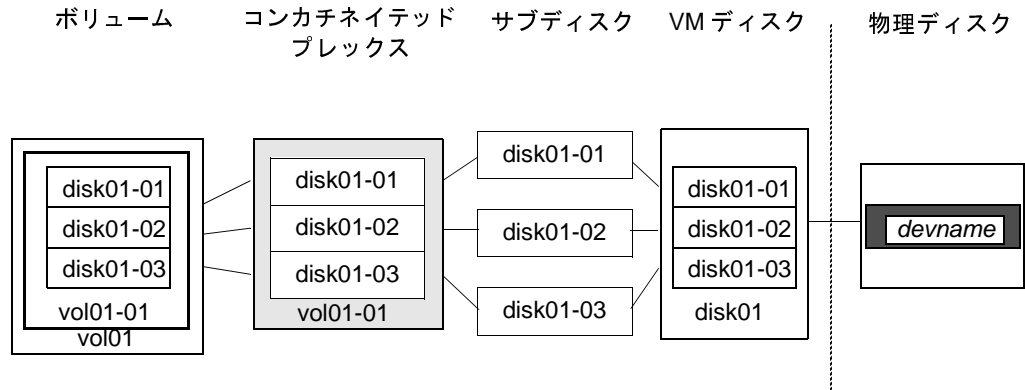 ボリューム
コンカチネイテッド
プレックス
サブディスク
VM ディスク
物理ディスク
disk01-01
disk01-02
disk01-03
vol01-01
vol01
disk01-01
disk01-02
disk01-03
vol01-01
disk01-01
disk01-02
disk01-03
disk01-01
disk01-02
disk01-03
disk01
devname